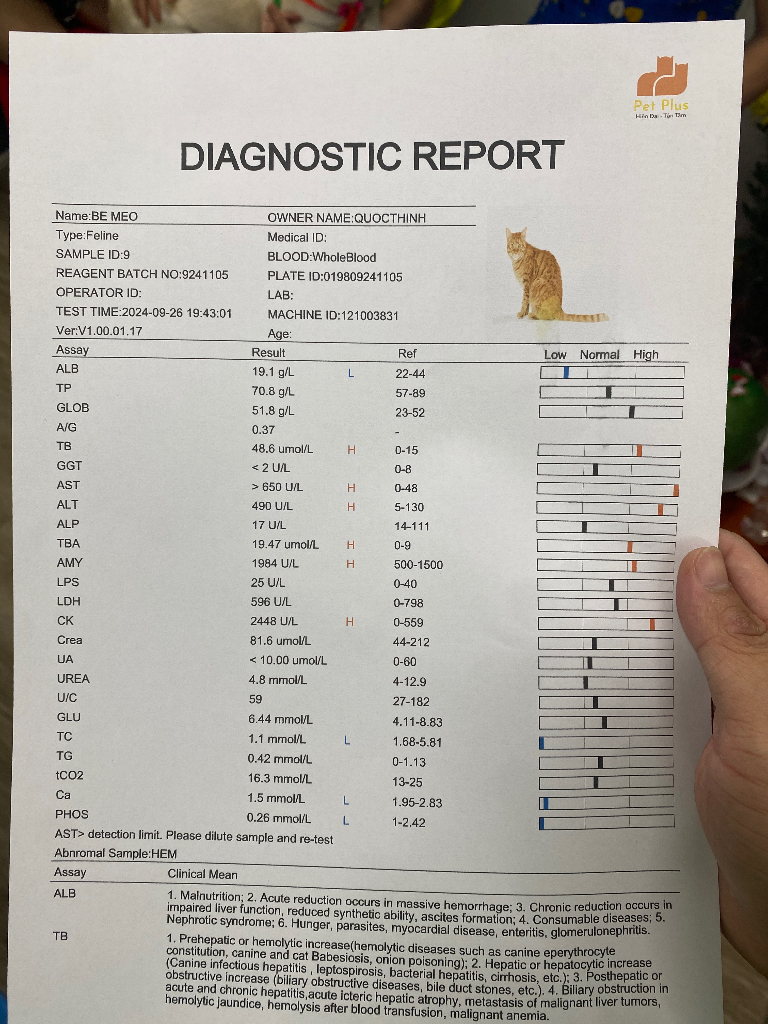 Pet Plus
Hiện Đại - Tận Tâm
DIAGNOSTIC REPORT
Name:BE MEO OWNER NAME:QUOCTHINH
Type:Feline Medical ID:
SAMPLE ID:9 BLOOD:WholeBlood
REAGENT BATCH NO:9241105 PLATE ID:019809241105
OPERATOR ID: LAB:
TEST TIME:2024-09-26 19:43:01 MACHINE ID:121003831
Ver:V1.00.01.17 Age:
Assay Result Ref Low Normal High
ALB 19.1 g/L L 22-44
TP 70.8 g/L 57-89
GLOB 51.8 g/L 23-52
A/G 0.37 -
TB 48.6 umol/L H 0-15
GGT < 2 U/L 0-8
AST > 650 U/L H 0-48
ALT 490 U/L H 5-130
ALP 17 U/L 14-111
TBA 19.47 umol/L H 0-9
AMY 1984 U/L H 500-1500
LPS 25 U/L 0-40
LDH 596 U/L 0-798
CK 2448 U/L H 0-559
Crea 81.6 umol/L 44-212
UA < 10.00 umol/L 0-60
UREA 4.8 mmol/L 4-12.9
U/C 59 27-182
GLU 6.44 mmol/L 4.11-8.83
TC 1.1 mmol/L L 1.68-5.81
TG 0.42 mmol/L 0-1.13
tCO2 16.3 mmol/L 13-25
Ca 1.5 mmol/L L 1.95-2.83
PHOS 0.26 mmol/L L 1-2.42
AST> detection limit. Please dilute sample and re-test
Abnromal Sample:HEM
Assay Clinical Mean
ALB 1. Malnutrition; 2. Acute reduction occurs in massive hemorrhage; 3. Chronic reduction occurs in
impaired liver function, reduced synthetic ability, ascites formation; 4. Consumable diseases; 5.
Nephrotic syndrome; 6. Hunger, parasites, myocardial disease, enteritis, glomerulonephritis.
TB 1. Prehepatic or hemolytic increase(hemolytic diseases such as canine eperythrocyte
constitution, canine and cat Babesiosis, onion poisoning); 2. Hepatic or hepatocytic increase
(Canine infectious hepatitis , leptospirosis, bacterial hepatitis, cirrhosis, etc.); 3. Posthepatic or
obstructive increase (biliary obstructive diseases, bile duct stones, etc.). 4. Biliary obstruction in
acute and chronic hepatitis,acute icteric hepatic atrophy, metastasis of malignant liver tumors,
hemolytic jaundice, hemolysis after blood transfusion, malignant anemia.